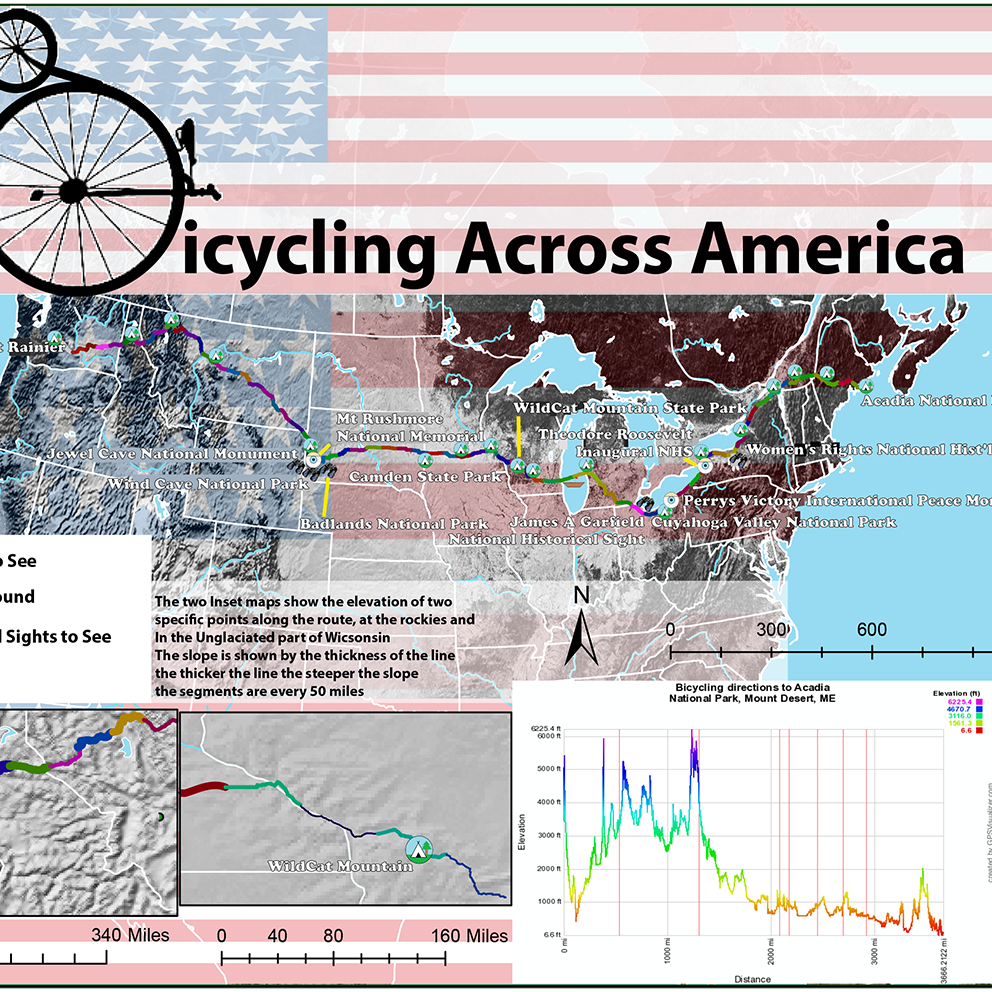 icycling Across America
t Rainier
Mt Rushmore
National Memorial
WildCat Mountain State Park
Acadia National
Theodore Roosevelt
Inaugural NHS
Jewel Cave National Monument
Women's Rights National Hist'l
Wind Cave National Park
Camden State Park
Perrys Victory International Peace Mo
Badlands National Park
James A Garfield
National Historical Sight
Cuyahoga Valley National Park
o See
ound
l Sights to See
The two Inset maps show the elevation of two
specific points along the route, at the rockies and
In the Unglaciated part of Wicsonsin
The slope is shown by the thickness of the line
the thicker the line the steeper the slope
the segments are every 50 miles
N
0 300 600
Bicycling directions to Acadia
National Park, Mount Desert, ME
Elevation (ft)
6225.4
4670.7
3116.0
1561.3
6.6
6225.4 ft
6000 ft
5000 ft
4000 ft
3000 ft
2000 ft
1000 ft
6.6 ft
Elevation
0 mi
1000 mi
2000 mi
3000 mi
3666.2122 mi
Distance
created by GPSVisualizer.com
WildCat Mountain
340 Miles
0 40 80 160 Miles